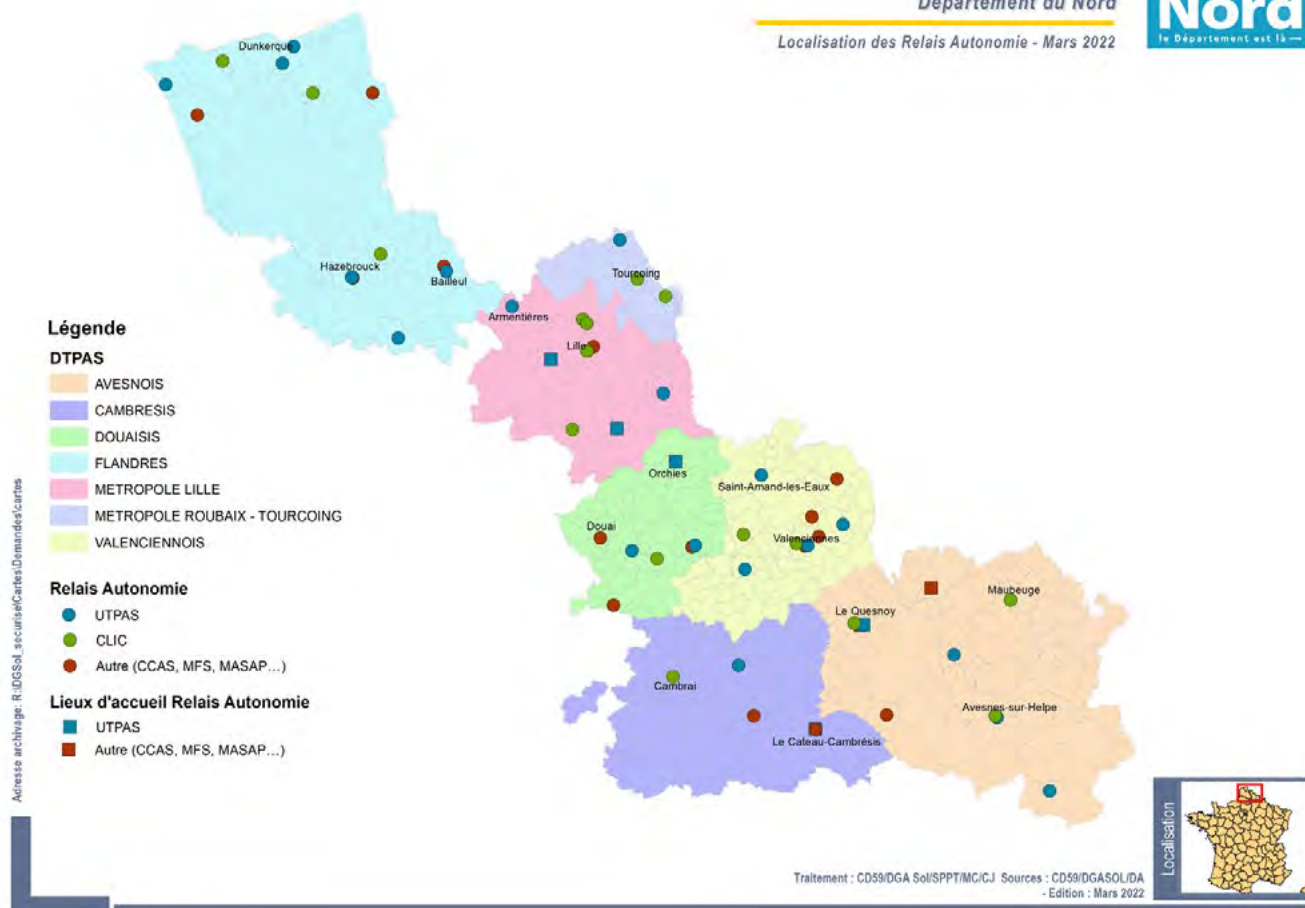 Département du Nord
Localisation des Relais Autonomie - Mars 2022
Nord
le Département est là —
Dunkerque
Hazebrouck
Bailleul
Tourcoing
Armentières
Lille
Orchies
Saint-Amand-les-Eaux
Douai
Valenciennes
Maubeuge
Le Quesnoy
Cambrai
Avesnes-sur-Helpe
Le Cateau-Cambrésis
Légende
DTPAS
AVESNOIS
CAMBRESIS
DOUAISIS
FLANDRES
METROPOLE LILLE
METROPOLE ROUBAIX - TOURCOING
VALENCIENNOIS
Relais Autonomie
UTPAS
CLIC
Autre (CCAS, MFS, MASAP…)
Lieux d'accueil Relais Autonomie
UTPAS
Autre (CCAS, MFS, MASAP…)
Adresse archivage: R:\DGSol_securise\Cartes\Demandes\cartes
Localisation
Traitement : CD59/DGA Sol/SPPT/MC/CJ Sources : CD59/DGASOL/DA
- Edition : Mars 2022